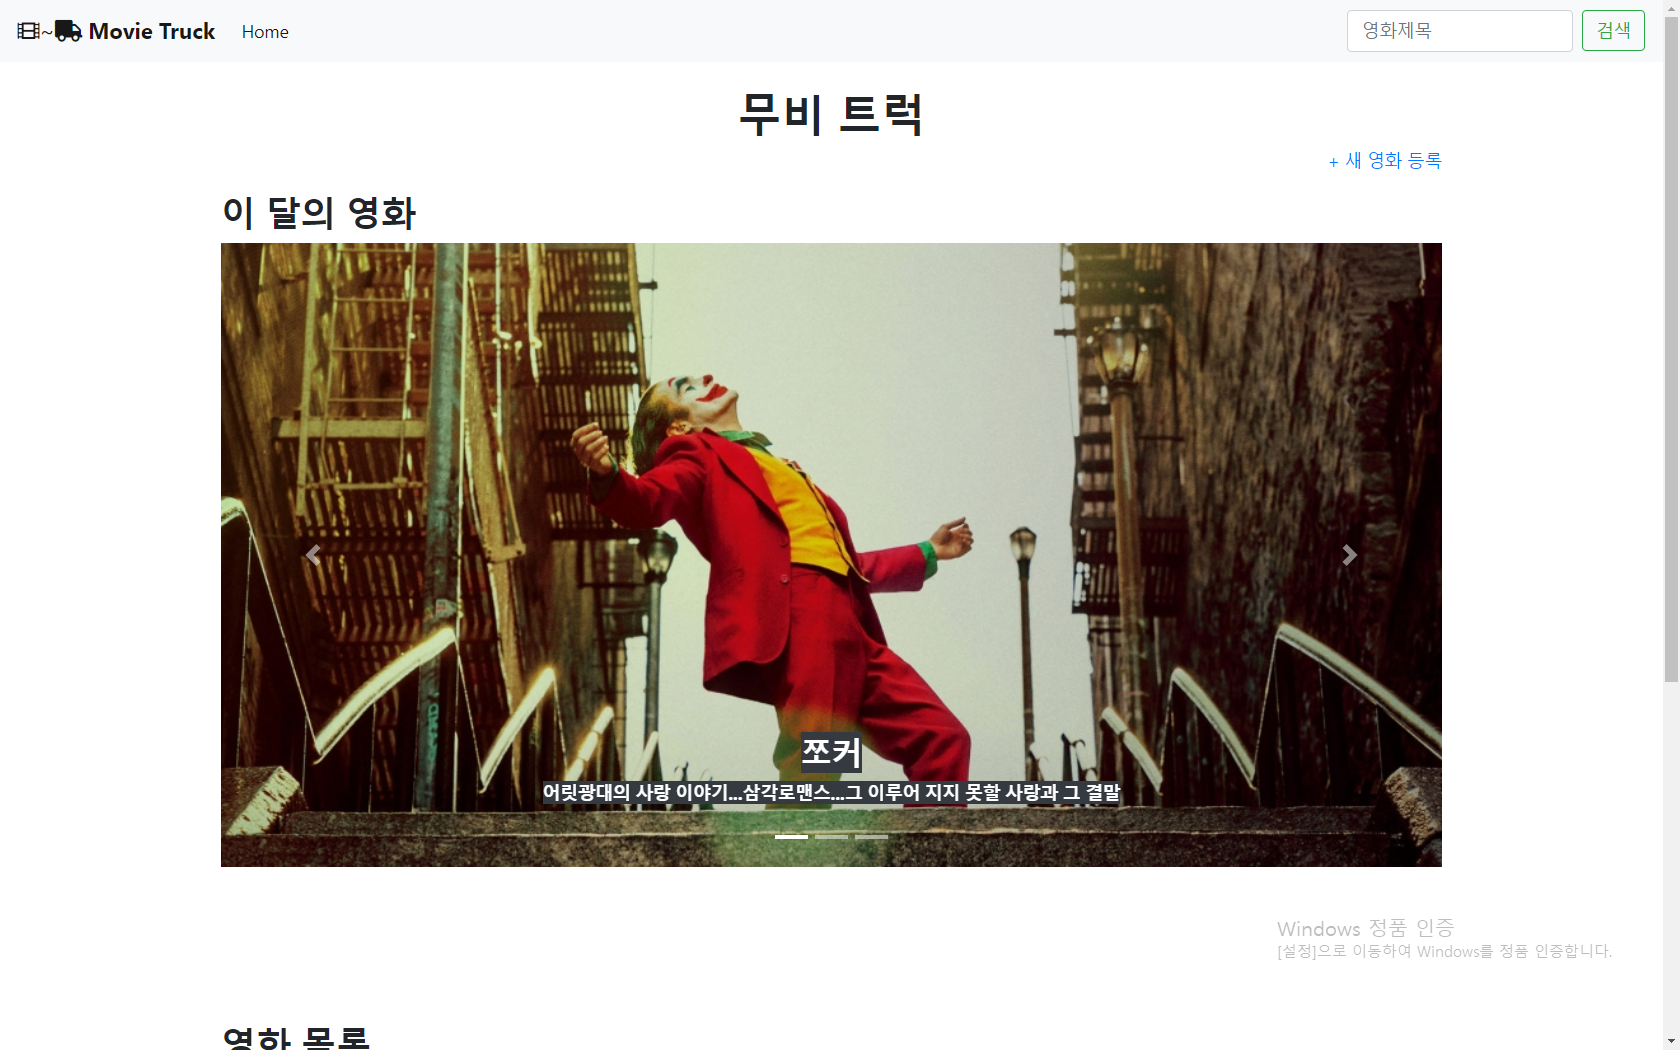 Movie Truck Home 영화제목 검색
무비 트럭
+ 새 영화 등록
이 달의 영화
쪼커
어릿광대의 사랑 이야기...삼각로맨스...그 이루어 지지 못할 사랑과 그 결말
Windows 정품 인증
[설정]으로 이동하여 Windows를 정품 인증합니다.
영화 목록